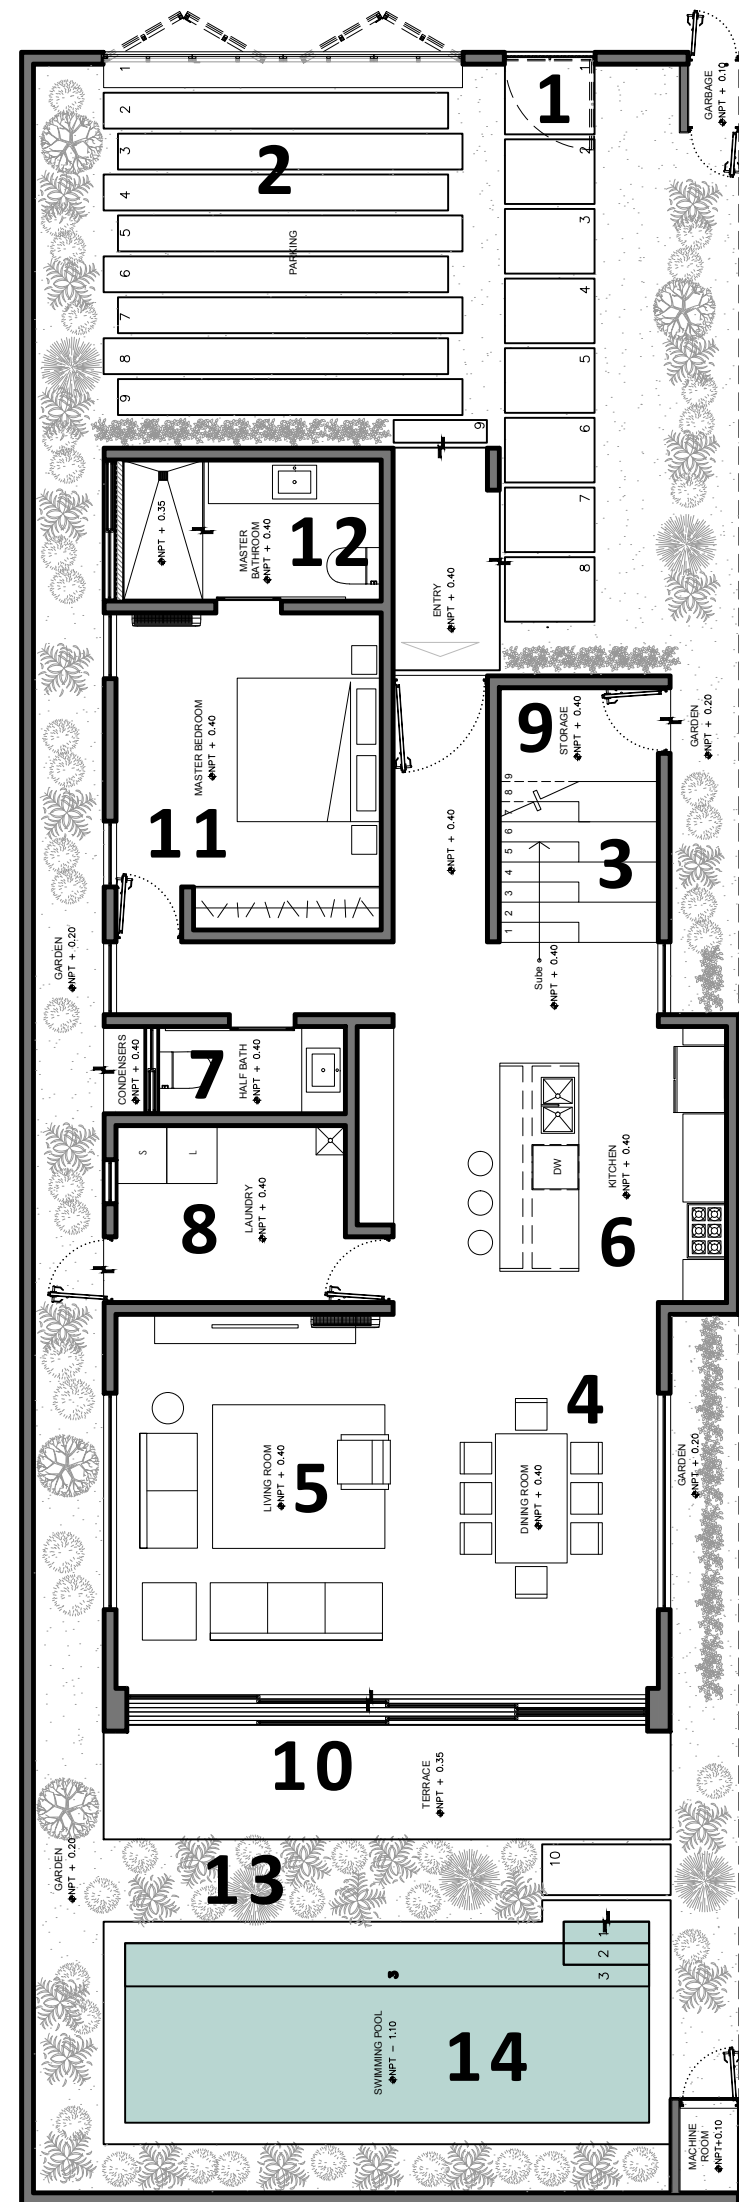 1
2
3
4
5
6
7
8
9
2
PARKING
1
1
2
3
4
5
6
7
8
9
GARBAGE
NPT + 0.10
NPT + 0.35
MASTER
BATHROOM
NPT + 0.40
12
ENTRY
NPT + 0.40
MASTER BEDROOM
NPT + 0.40
11
9
STORAGE
NPT + 0.40
GARDEN
NPT + 0.20
NPT + 0.40
9
8
7
6
5
4
3
2
1
3
Sube
NPT + 0.40
GARDEN
NPT + 0.20
CONDENSERS
NPT + 0.40
7
HALF BATH
NPT + 0.40
S
L
8
LAUNDRY
NPT + 0.40
DW
KITCHEN
NPT + 0.40
6
4
LIVING ROOM
NPT + 0.40
5
DINING ROOM
NPT + 0.40
GARDEN
NPT + 0.20
10
TERRACE
NPT + 0.35
GARDEN
NPT + 0.20
13
10
1
2
3
3
SWIMMING POOL
NPT - 1.10
14
MACHINE
ROOM
NPT+0.10